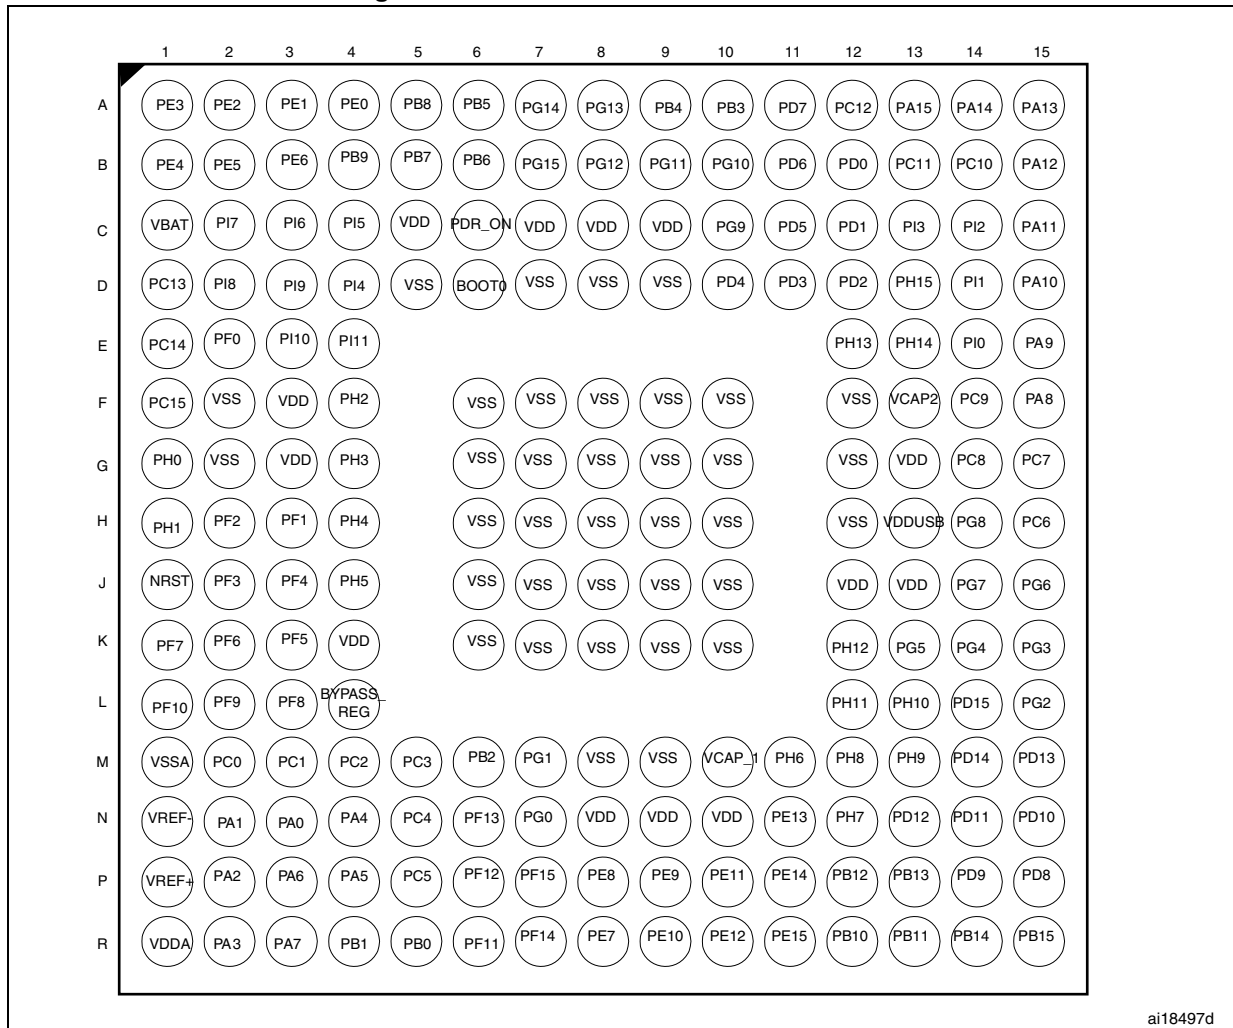 1 2 3 4 5 6 7 8 9 10 11 12 13 14 15
A PE3 PE2 PE1 PE0 PB8 PB5 PG14 PG13 PB4 PB3 PD7 PC12 PA15 PA14 PA13
B PE4 PE5 PE6 PB9 PB7 PB6 PG15 PG12 PG11 PG10 PD6 PD0 PC11 PC10 PA12
C VBAT PI7 PI6 PI5 VDD PDR_ON VDD VDD VDD PG9 PD5 PD1 PI3 PI2 PA11
D PC13 PI8 PI9 PI4 VSS BOOT0 VSS VSS VSS PD4 PD3 PD2 PH15 PI1 PA10
E PC14 PF0 PI10 PI11 PH13 PH14 PI0 PA9
F PC15 VSS VDD PH2 VSS VSS VSS VSS VSS VSS VCAP2 PC9 PA8
G PH0 VSS VDD PH3 VSS VSS VSS VSS VSS VSS VDD PC8 PC7
H PH1 PF2 PF1 PH4 VSS VSS VSS VSS VSS VSS VDDUSB PG8 PC6
J NRST PF3 PF4 PH5 VSS VSS VSS VSS VSS VDD VDD PG7 PG6
K PF7 PF6 PF5 VDD VSS VSS VSS VSS VSS PH12 PG5 PG4 PG3
L PF10 PF9 PF8 BYPASS_REG PH11 PH10 PD15 PG2
M VSSA PC0 PC1 PC2 PC3 PB2 PG1 VSS VSS VCAP_1 PH6 PH8 PH9 PD14 PD13
N VREF- PA1 PA0 PA4 PC4 PF13 PG0 VDD VDD VDD PE13 PH7 PD12 PD11 PD10
P VREF+ PA2 PA6 PA5 PC5 PF12 PF15 PE8 PE9 PE11 PE14 PB12 PB13 PD9 PD8
R VDDA PA3 PA7 PB1 PB0 PF11 PF14 PE7 PE10 PE12 PE15 PB10 PB11 PB14 PB15
ai18497d